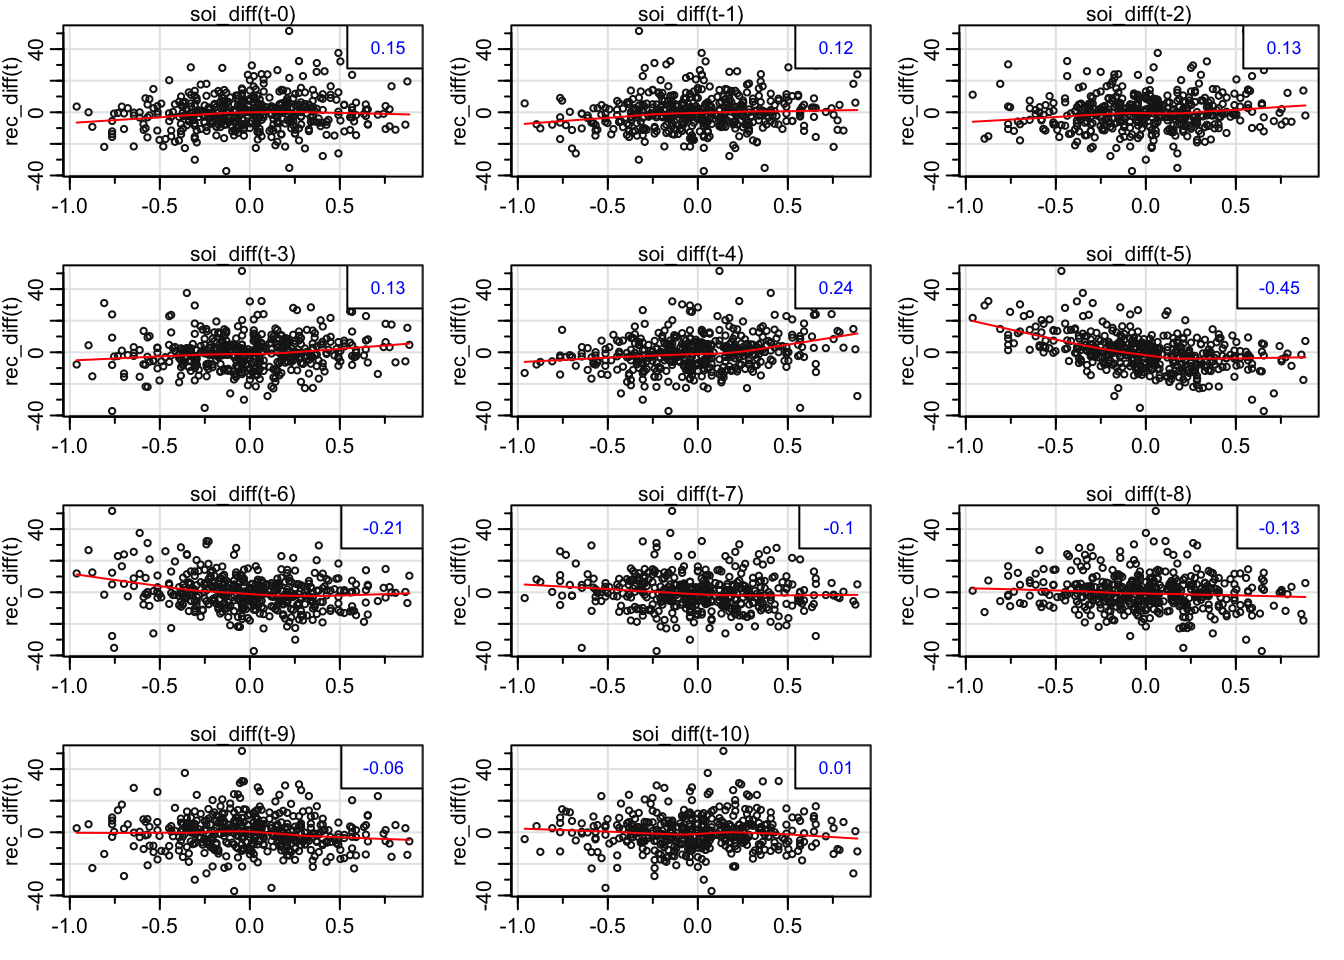 soi_diff(t-0) soi_diff(t-1) soi_diff(t-2)
0.15 0.12 0.13
rec_diff(t) rec_diff(t) rec_diff(t)
40 40 40
0 0 0
-40 -40 -40
-1.0 -0.5 0.0 0.5 -1.0 -0.5 0.0 0.5 -1.0 -0.5 0.0 0.5
soi_diff(t-3) soi_diff(t-4) soi_diff(t-5)
0.13 0.24 -0.45
rec_diff(t) rec_diff(t) rec_diff(t)
40 40 40
0 0 0
-40 -40 -40
-1.0 -0.5 0.0 0.5 -1.0 -0.5 0.0 0.5 -1.0 -0.5 0.0 0.5
soi_diff(t-6) soi_diff(t-7) soi_diff(t-8)
-0.21 -0.1 -0.13
rec_diff(t) rec_diff(t) rec_diff(t)
40 40 40
0 0 0
-40 -40 -40
-1.0 -0.5 0.0 0.5 -1.0 -0.5 0.0 0.5 -1.0 -0.5 0.0 0.5
soi_diff(t-9) soi_diff(t-10)
-0.06 0.01
rec_diff(t) rec_diff(t)
40 40
0 0
-40 -40
-1.0 -0.5 0.0 0.5 -1.0 -0.5 0.0 0.5